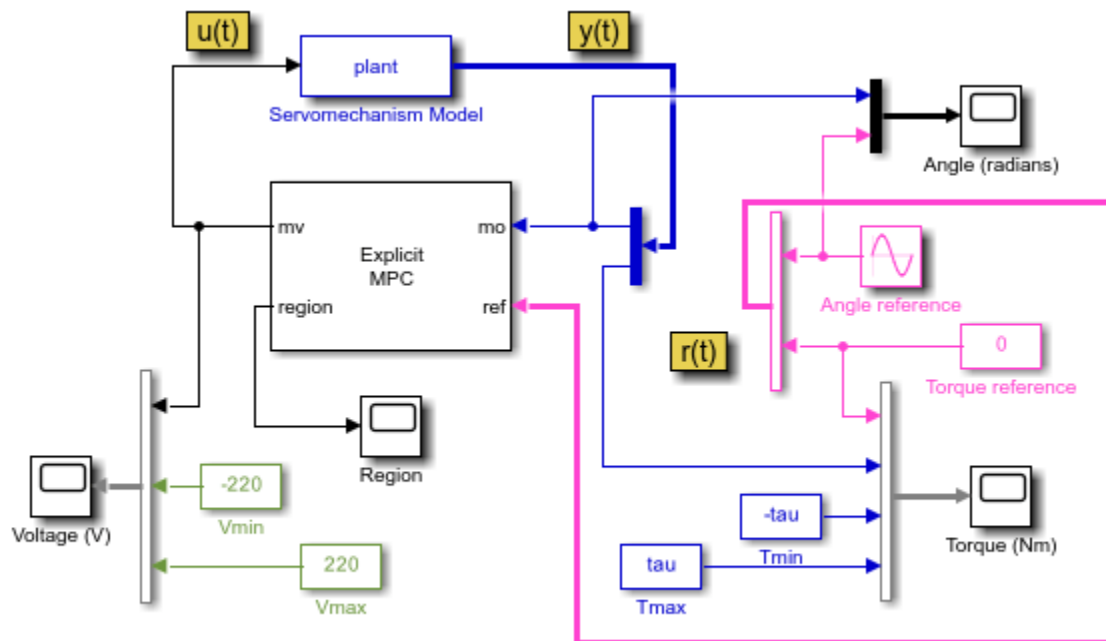 u(t)
y(t)
plant
Servomechanism Model
Angle (radians)
mv
mo
Explicit
MPC
region
ref
Angle reference
r(t)
0
Torque reference
Region
-220
Vmin
Voltage (V)
-tau
Tmin
Torque (Nm)
220
Vmax
tau
Tmax